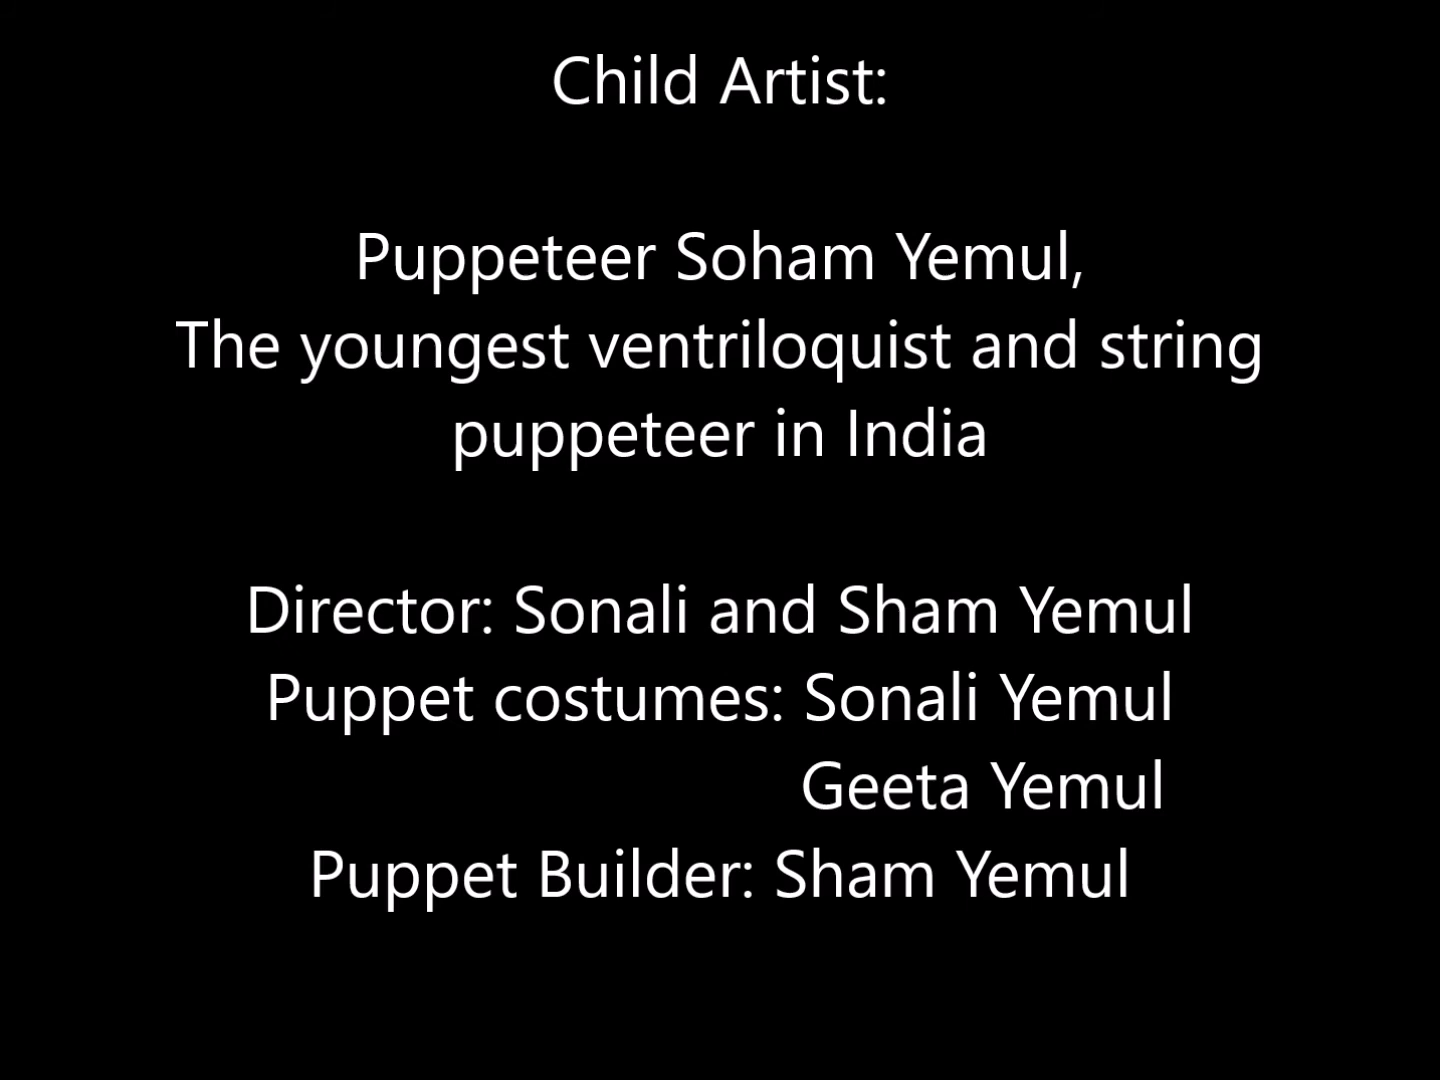 Child Artist:
Puppeteer Soham Yemul,
The youngest ventriloquist and string
puppeteer in India
Director: Sonali and Sham Yemul
Puppet costumes: Sonali Yemul
Geeta Yemul
Puppet Builder: Sham Yemul